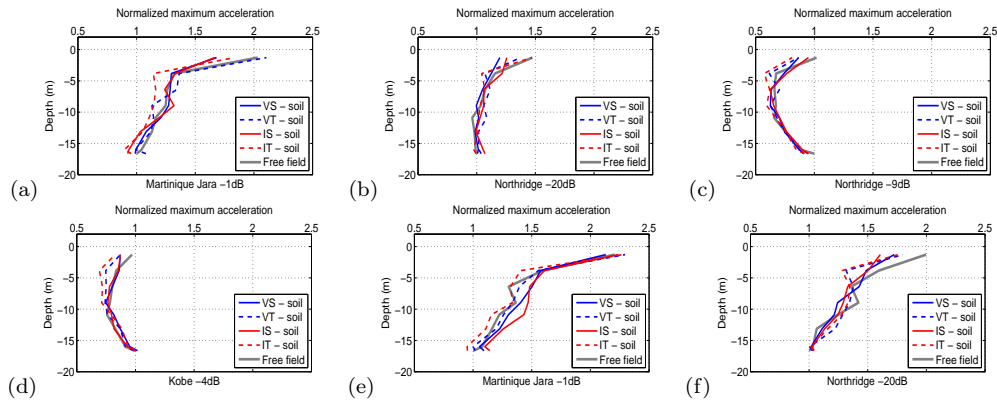 Normalized maximum acceleration
0.5 1 1.5 2 2.5
0
−5
−10
−15
−20
Depth (m)
VS − soil
VT − soil
IS − soil
IT − soil
Free field
(a)
Martinique Jara −1dB
Normalized maximum acceleration
0.5 1 1.5 2 2.5
0
−5
−10
−15
−20
Depth (m)
VS − soil
VT − soil
IS − soil
IT − soil
Free field
(b)
Northridge −20dB
Normalized maximum acceleration
0.5 1 1.5 2 2.5
0
−5
−10
−15
−20
Depth (m)
VS − soil
VT − soil
IS − soil
IT − soil
Free field
(c)
Northridge −9dB
Normalized maximum acceleration
0.5 1 1.5 2 2.5
0
−5
−10
−15
−20
Depth (m)
VS − soil
VT − soil
IS − soil
IT − soil
Free field
(d)
Kobe −4dB
Normalized maximum acceleration
0.5 1 1.5 2 2.5
0
−5
−10
−15
−20
Depth (m)
VS − soil
VT − soil
IS − soil
IT − soil
Free field
(e)
Martinique Jara −1dB
Normalized maximum acceleration
0.5 1 1.5 2 2.5
0
−5
−10
−15
−20
Depth (m)
VS − soil
VT − soil
IS − soil
IT − soil
Free field
(f)
Northridge −20dB